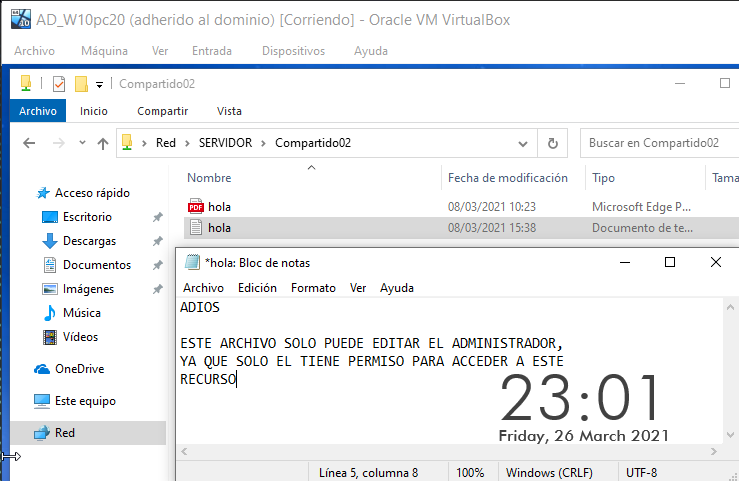 AD_W10pc20 (adherido al dominio) [Corriendo] - Oracle VM VirtualBox
Archivo Máquina Ver Entrada Dispositivos Ayuda
Compartido02
Archivo Inicio Compartir Vista
Red > SERVIDOR > Compartido02
Buscar en Compartido02
Nombre Fecha de modificación Tipo Tama
Acceso rápido
Escritorio
Descargas
Documentos
Imágenes
Música
Vídeos
OneDrive
Este equipo
Red
PDF hola 08/03/2021 10:23 Microsoft Edge P...
hola 08/03/2021 15:38 Documento de te...
*hola: Bloc de notas
Archivo Edición Formato Ver Ayuda
ADIOS
ESTE ARCHIVO SOLO PUEDE EDITAR EL ADMINISTRADOR,
YA QUE SOLO EL TIENE PERMISO PARA ACCEDER A ESTE
RECURSO
23:01
Friday, 26 March 2021
Línea 5, columna 8 100% Windows (CRLF) UTF-8